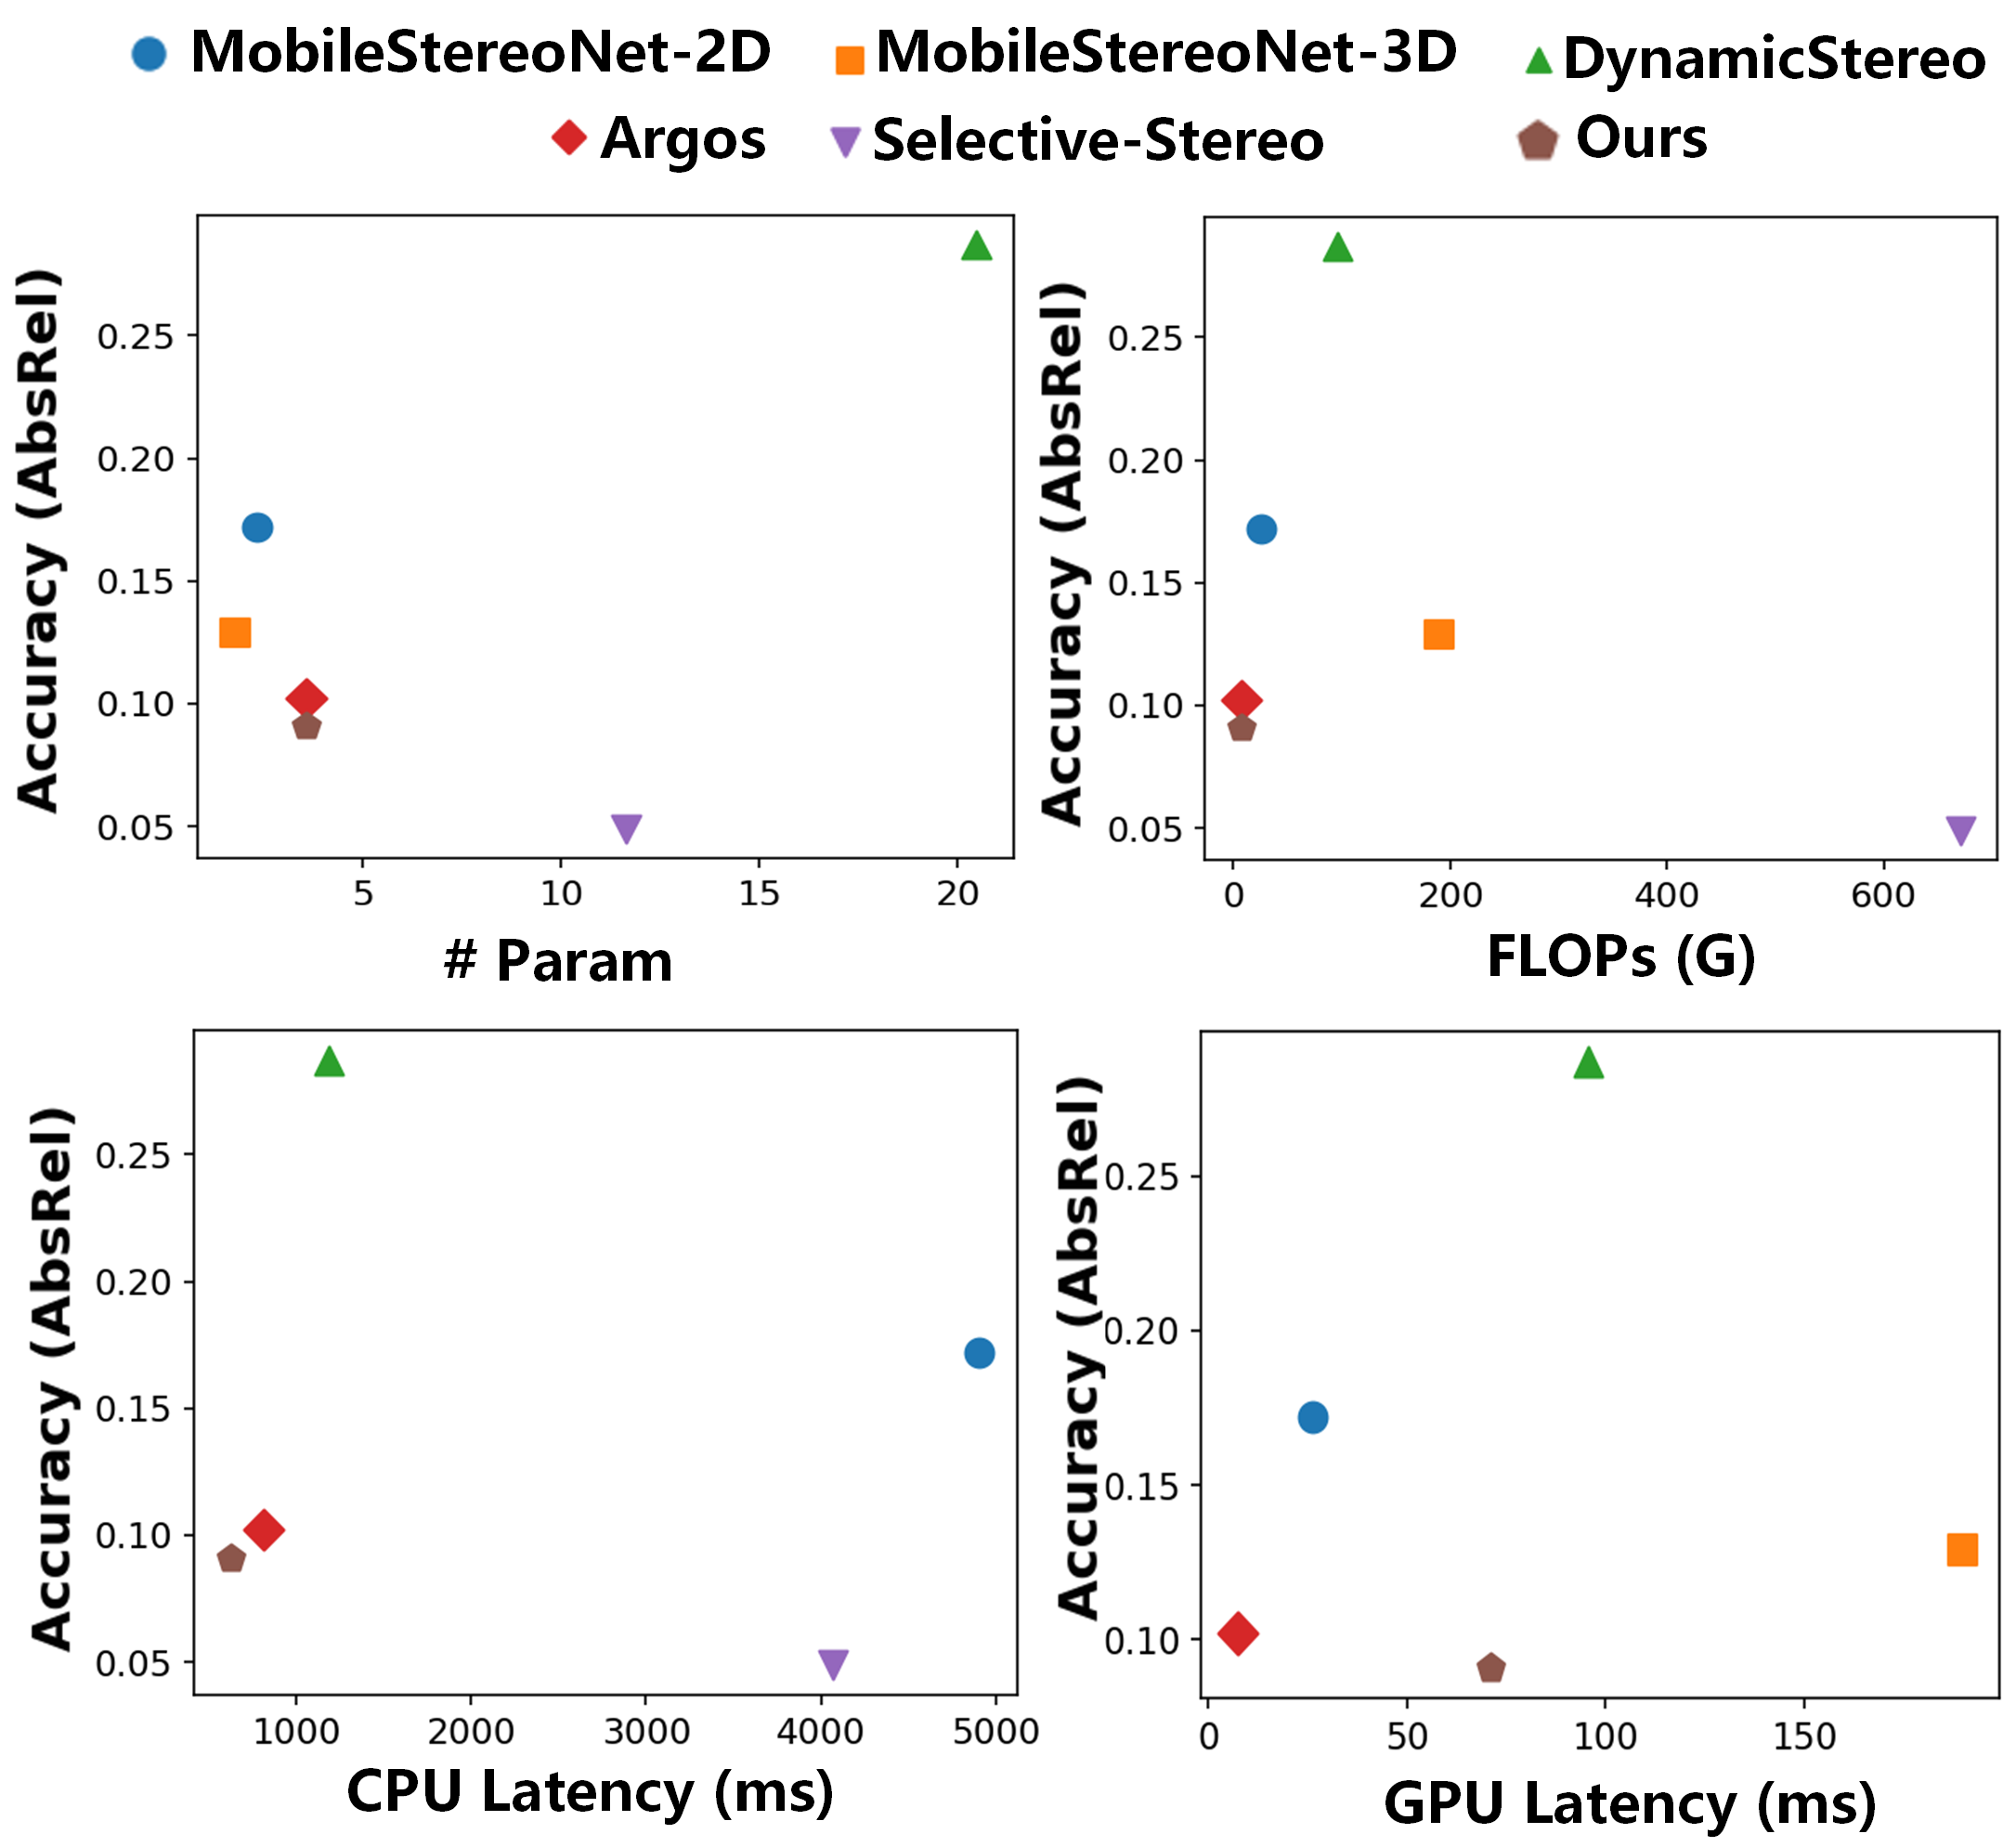 MobileStereoNet-2D MobileStereoNet-3D DynamicStereo
Argos Selective-Stereo Ours
Accuracy (AbsRel)
0.25
0.20
0.15
0.10
0.05
5 10 15 20
# Param
Accuracy (AbsRel)
0.25
0.20
0.15
0.10
0.05
0 200 400 600
FLOPs (G)
Accuracy (AbsRel)
0.25
0.20
0.15
0.10
0.05
1000 2000 3000 4000 5000
CPU Latency (ms)
Accuracy (AbsRel)
0.25
0.20
0.15
0.10
0 50 100 150
GPU Latency (ms)